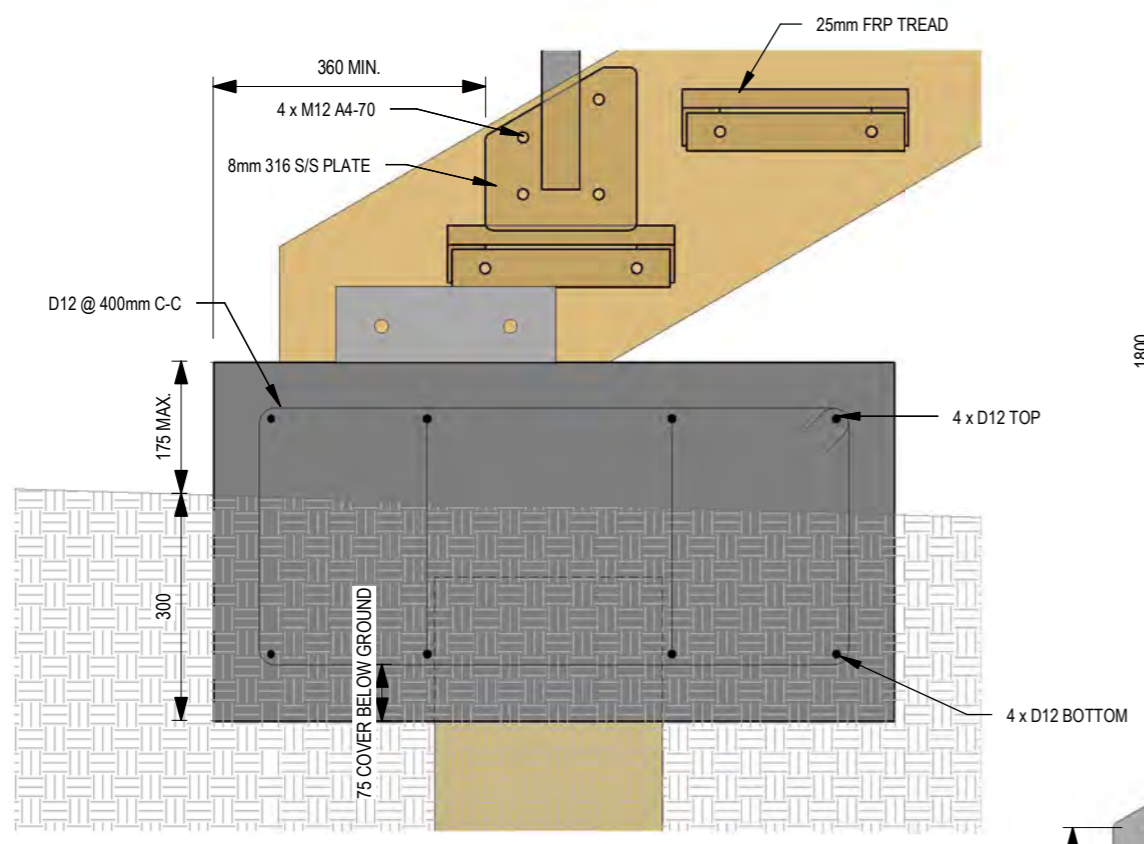 25mm FRP TREAD
360 MIN.
4 x M12 A4-70
8mm 316 S/S PLATE
D12 @ 400mm C-C
1800
175 MAX.
4 x D12 TOP
300
75 COVER BELOW GROUND
4 x D12 BOTTOM